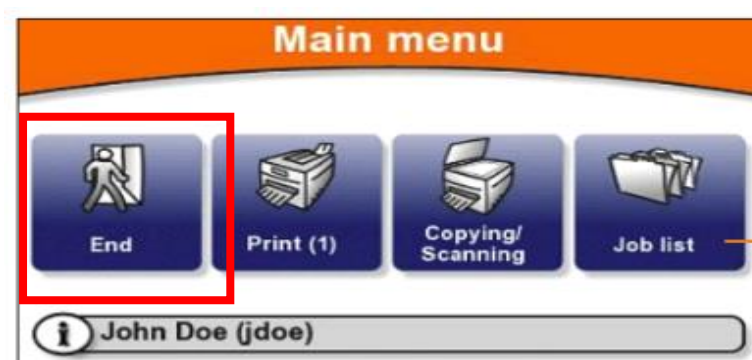 Main menu
End
Print (1)
Copying/
Scanning
Job list
i John Doe (jdoe)